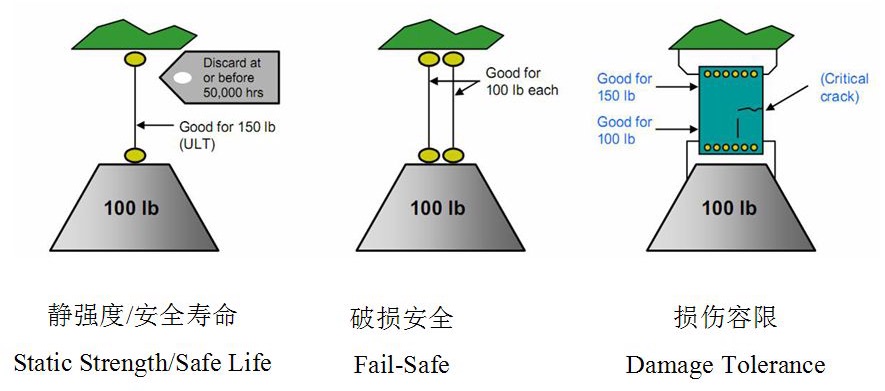 Discard at
or before
50,000 hrs
Good for 150 lb
(ULT)
100 lb
静强度/安全寿命
Static Strength/Safe Life
Good for
100 lb each
100 lb
破损安全
Fail-Safe
Good for
150 lb
Good for
100 lb
(Critical
crack)
100 lb
损伤容限
Damage Tolerance